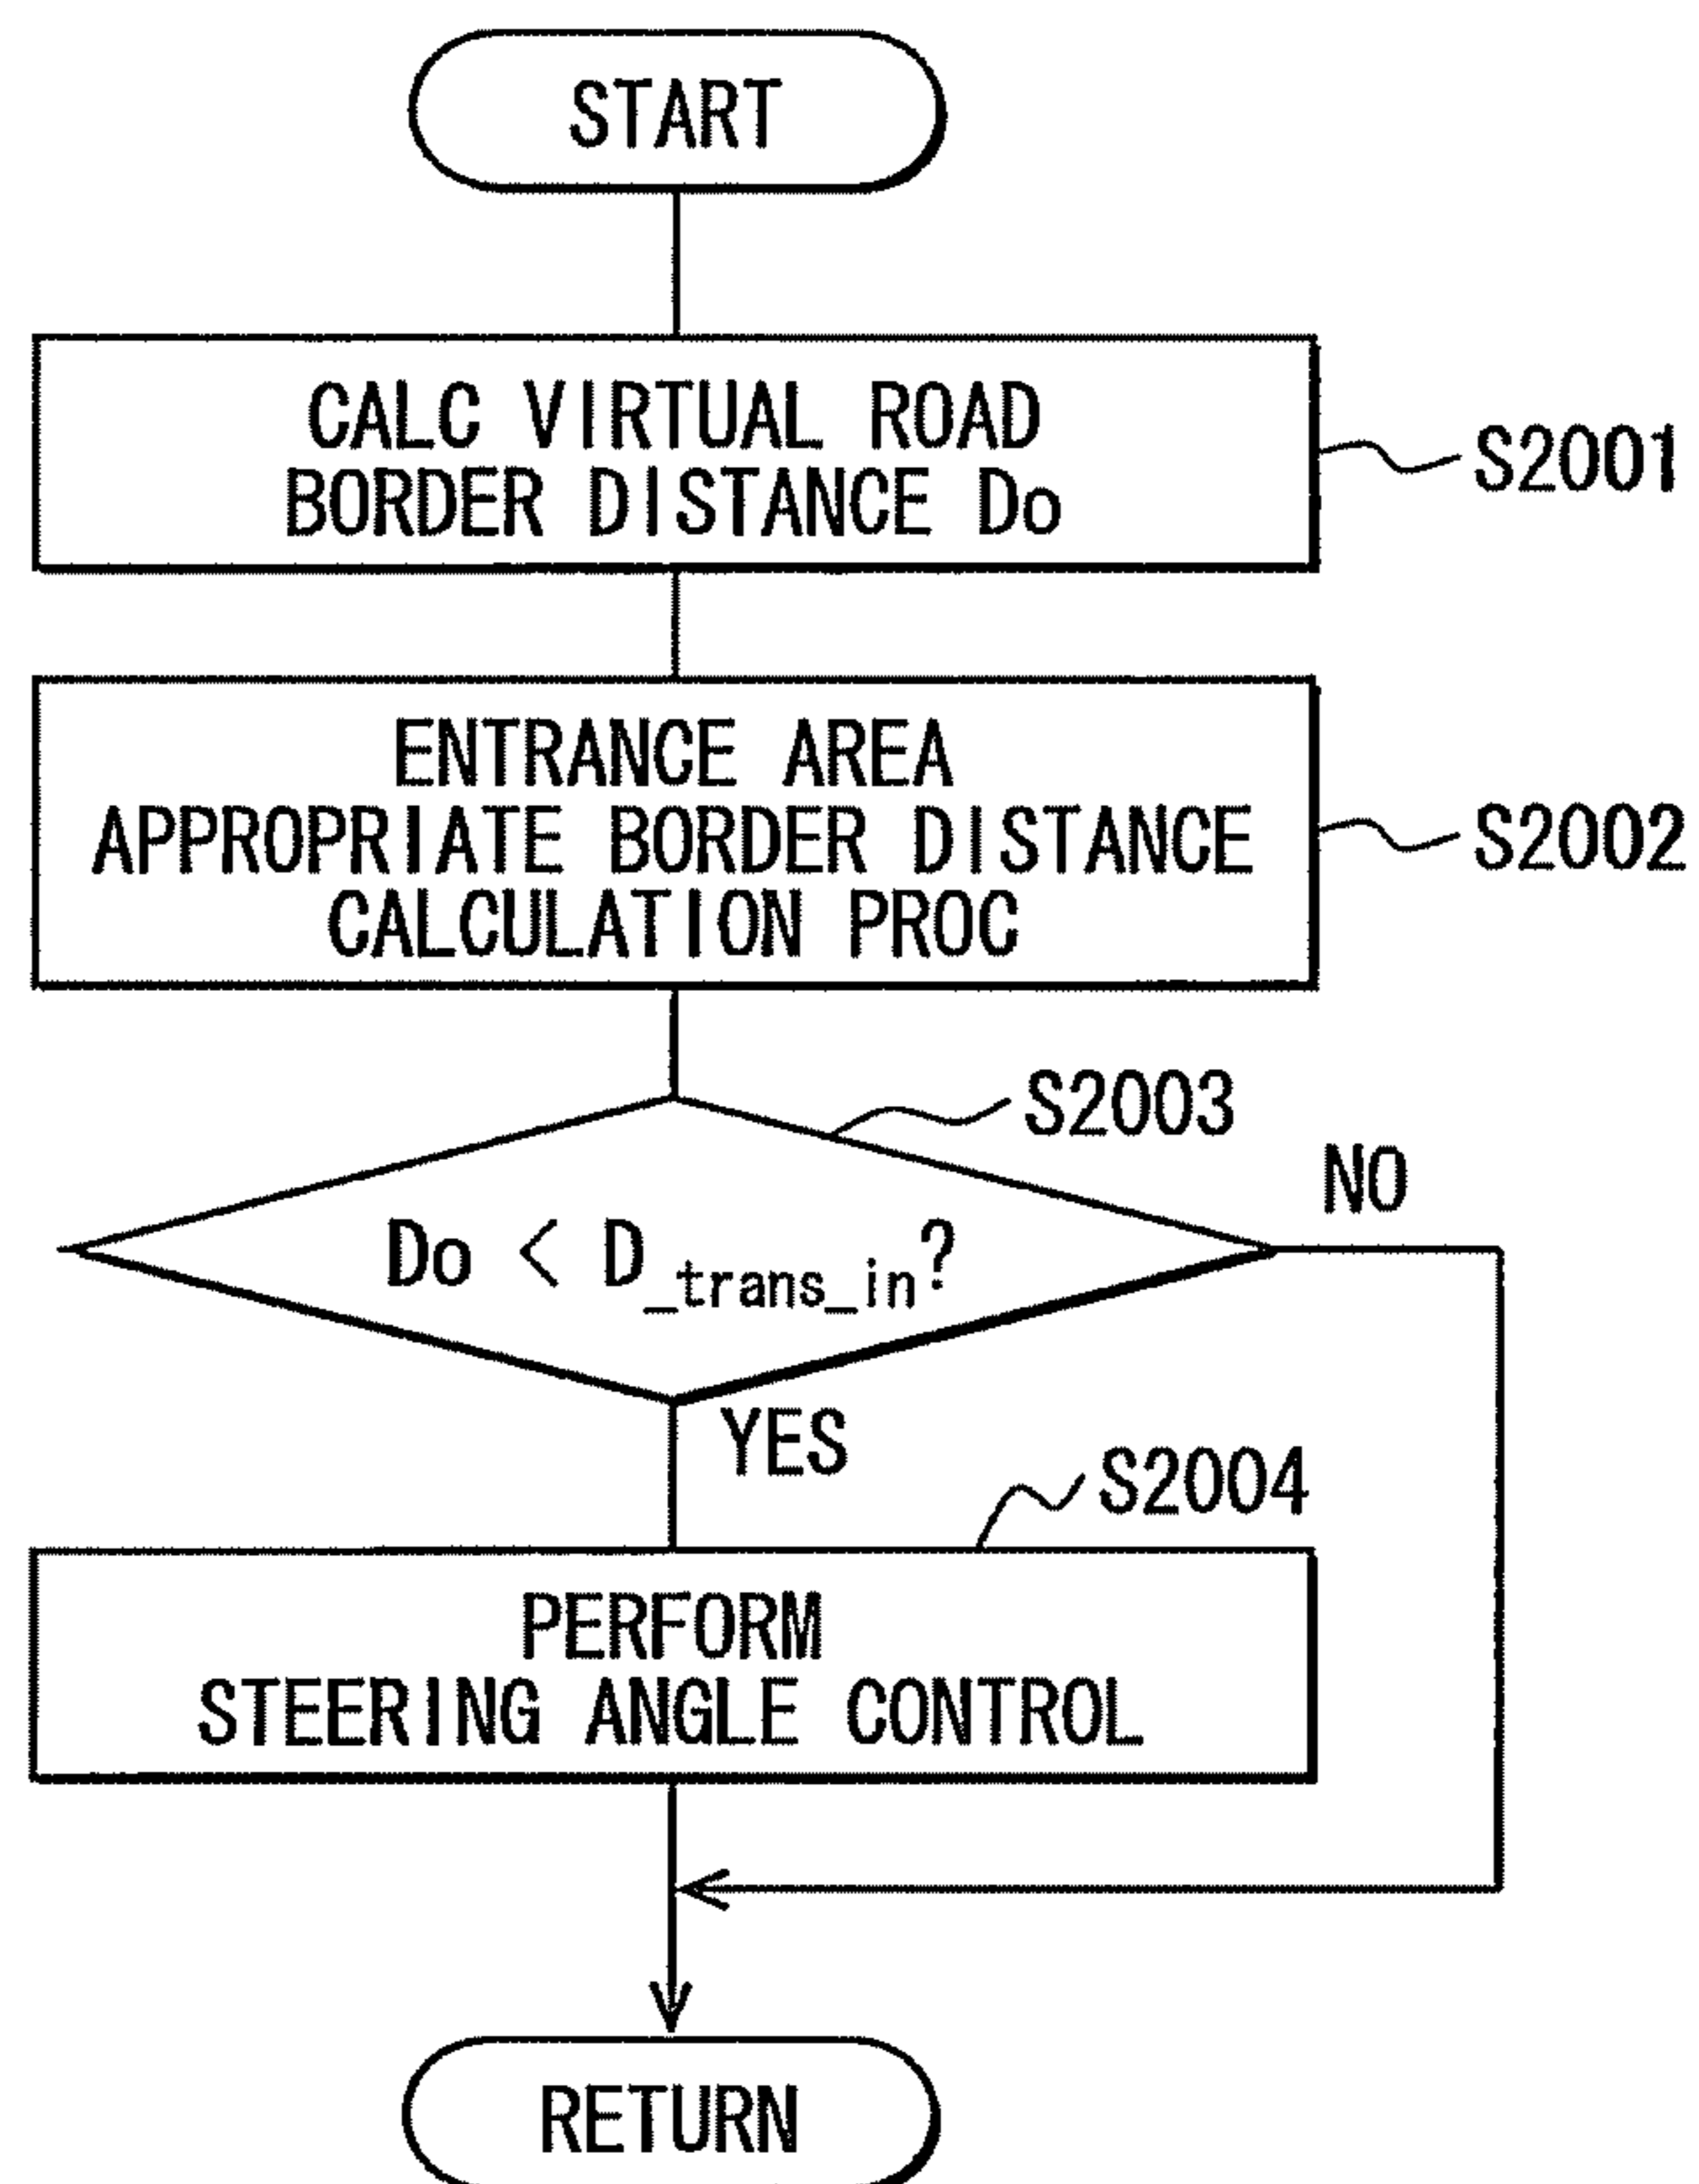 START
CALC VIRTUAL ROAD
BORDER DISTANCE Do
S2001
ENTRANCE AREA
APPROPRIATE BORDER DISTANCE
CALCULATION PROC
S2002
S2003
NO
Do < D_trans_in?
YES
S2004
PERFORM
STEERING ANGLE CONTROL
RETURN